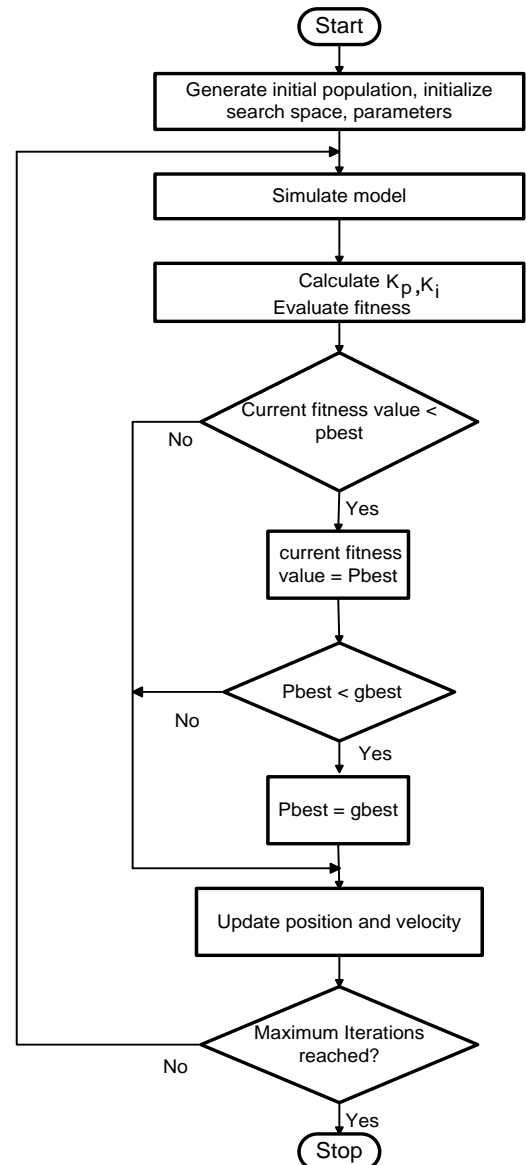 Start
Generate initial population, initialize
search space, parameters
Simulate model
Calculate Kp,Ki
Evaluate fitness
Current fitness value <
pbest
No
Yes
current fitness
value = Pbest
Pbest < gbest
No
Yes
Pbest = gbest
Update position and velocity
Maximum Iterations
reached?
No
Yes
Stop